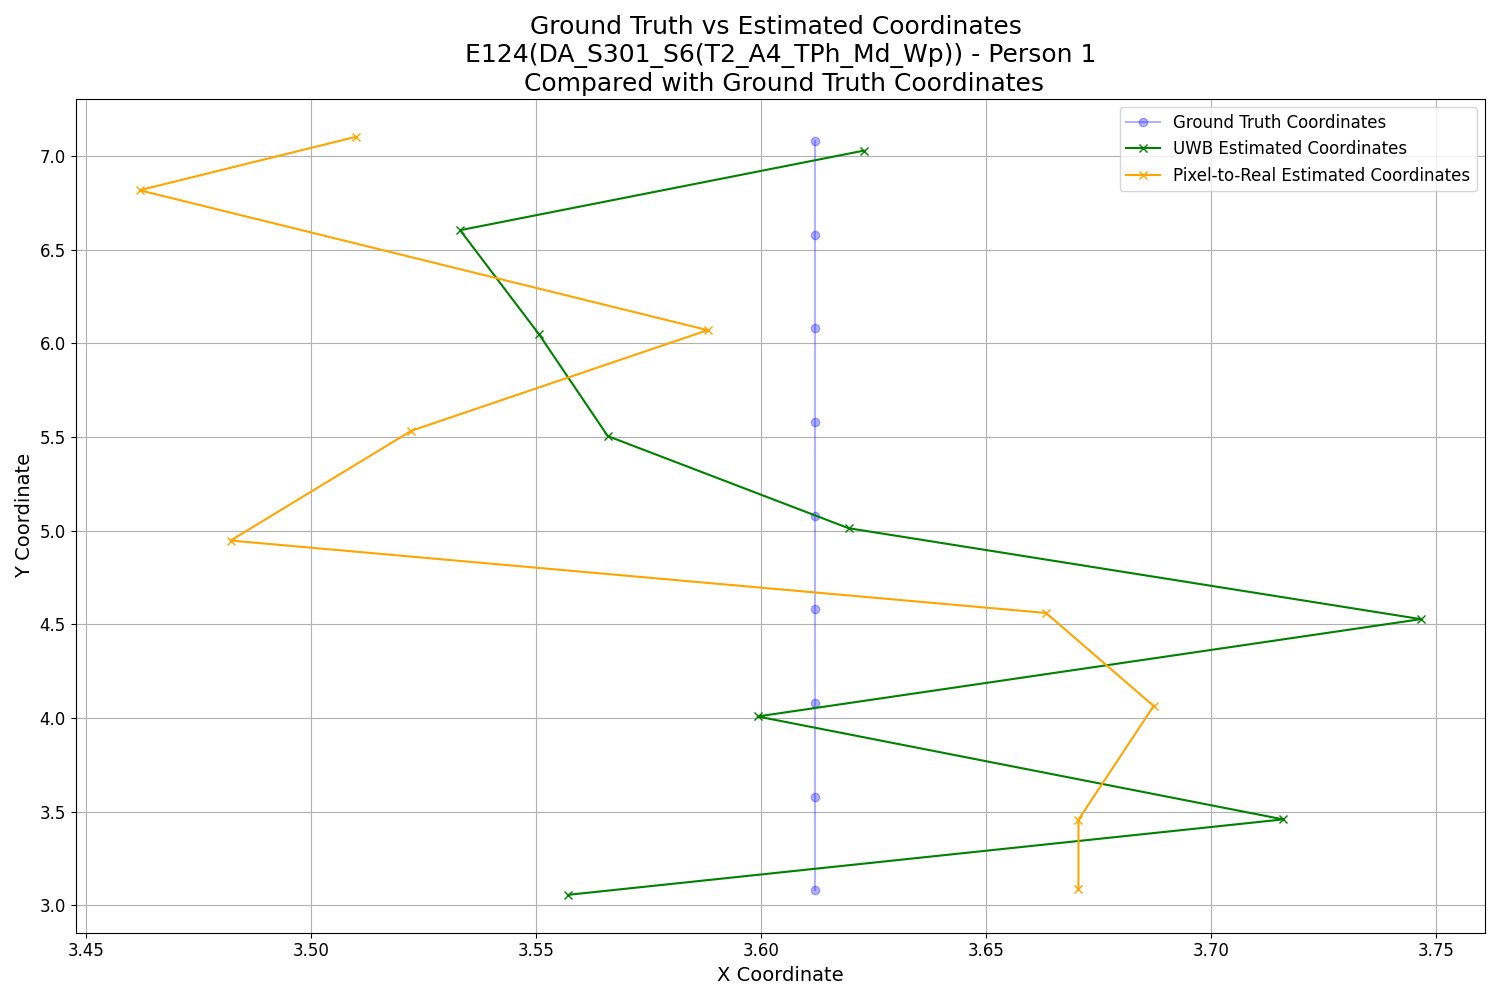 Ground Truth vs Estimated Coordinates
E124(DA_S301_S6(T2_A4_TPh_Md_Wp)) - Person 1
Compared with Ground Truth Coordinates
Ground Truth Coordinates
UWB Estimated Coordinates
Pixel-to-Real Estimated Coordinates
Y Coordinate
7.0
6.5
6.0
5.5
5.0
4.5
4.0
3.5
3.0
3.45 3.50 3.55 3.60 3.65 3.70 3.75
X Coordinate